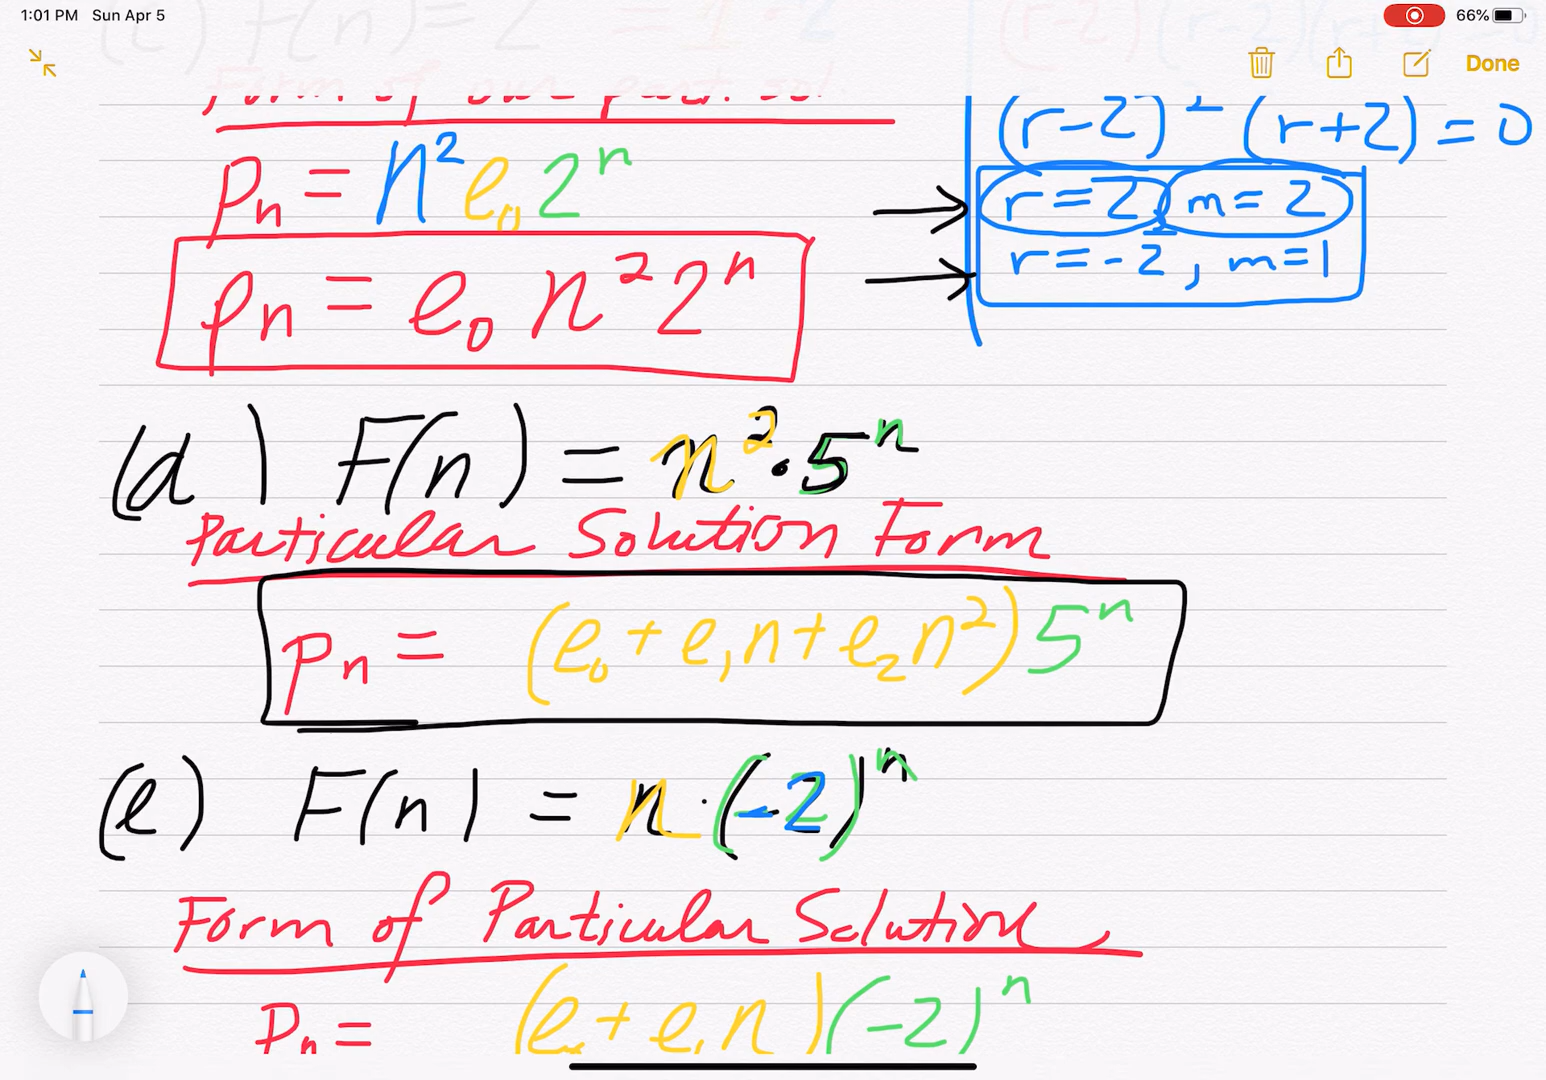 1:01 PM Sun Apr 5
66%
Done
(r-2)² (r+2) = 0
pₙ = n² e₀ 2ⁿ
r = 2, m = 2
r = -2, m = 1
pₙ = e₀ n² 2ⁿ
(d) F(n) = n² · 5ⁿ
Particular Solution Form
pₙ = (e₀ + e₁n + e₂n²) 5ⁿ
(e) F(n) = n · (-2)ⁿ
Form of Particular Solution
pₙ = (e₀ + e₁n)(-2)ⁿ